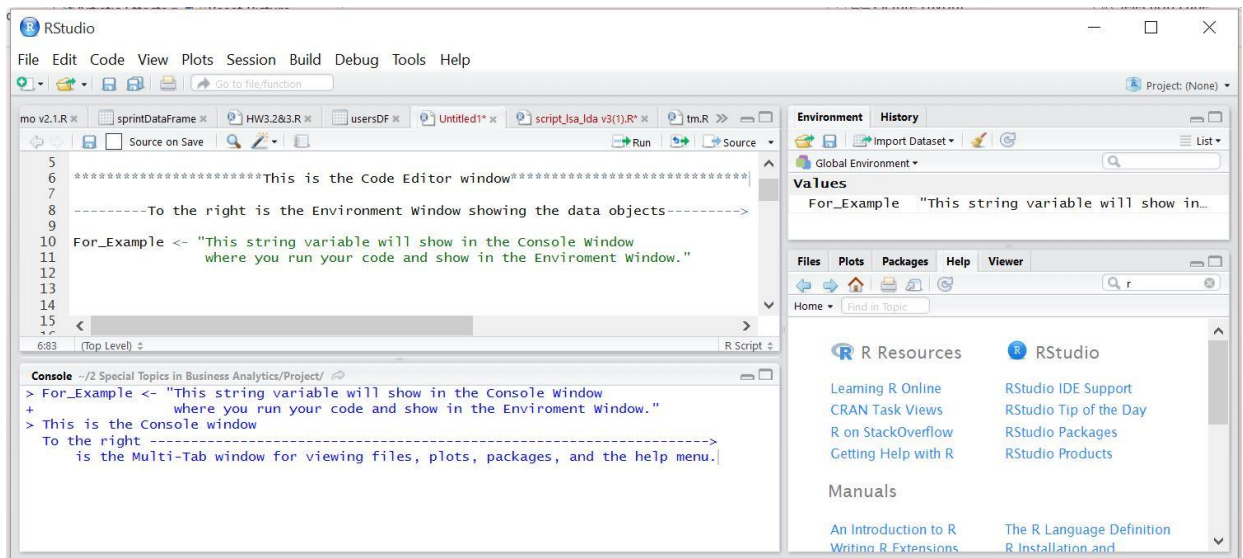 RStudio
File Edit Code View Plots Session Build Debug Tools Help
Go to file/function
Project: (None)
mo v2.1.R sprintDataFrame HW3.2&3.R usersDF Untitled1* script_lsa_lda v3(1).R* tm.R
Source on Save Run Source
5
6 ***********************This is the Code Editor window*****************************
7
8 ---------To the right is the Environment Window showing the data objects--------->
9
10 For_Example <- "This string variable will show in the Console Window
11 where you run your code and show in the Enviroment Window."
12
13
14
15
6:83 (Top Level) R Script
Console ~/2 Special Topics in Business Analytics/Project/
> For_Example <- "This string variable will show in the Console Window
+ where you run your code and show in the Enviroment Window."
> This is the Console window
To the right -------------------------------------------------------------------->
is the Multi-Tab window for viewing files, plots, packages, and the help menu.
Environment History
Import Dataset List
Global Environment
Values
For_Example "This string variable will show in…
Files Plots Packages Help Viewer
r
Home Find in Topic
R Resources RStudio
Learning R Online RStudio IDE Support
CRAN Task Views RStudio Tip of the Day
R on StackOverflow RStudio Packages
Getting Help with R RStudio Products
Manuals
An Introduction to R The R Language Definition
Writing R Extensions R Installation and